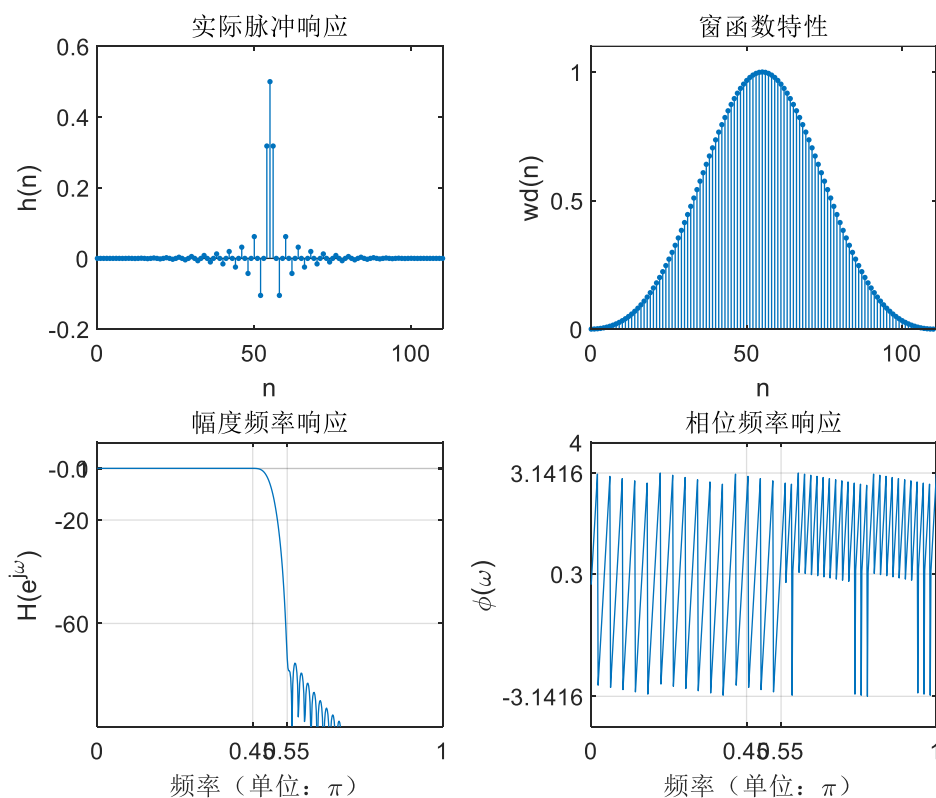 实际脉冲响应
0.6
0.4
0.2
0
-0.2
h(n)
0 50 100
n
窗函数特性
1
0.5
0
wd(n)
0 50 100
n
幅度频率响应
-20
-60
H(e^jω)
0 0.45 0.55 1
频率（单位：π）
相位频率响应
4
3.1416
0.3
-3.1416
ϕ(ω)
0 0.45 0.55 1
频率（单位：π）